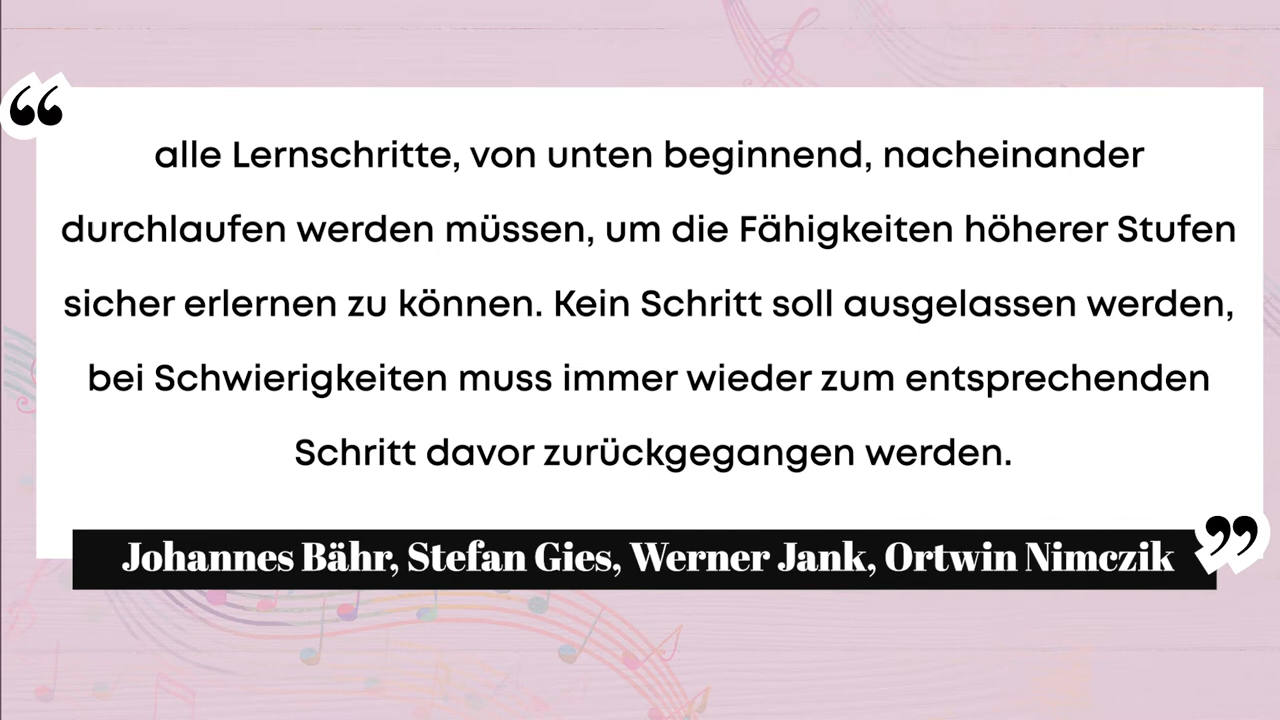 “
alle Lernschritte, von unten beginnend, nacheinander
durchlaufen werden müssen, um die Fähigkeiten höherer Stufen
sicher erlernen zu können. Kein Schritt soll ausgelassen werden,
bei Schwierigkeiten muss immer wieder zum entsprechenden
Schritt davor zurückgegangen werden.
Johannes Bähr, Stefan Gies, Werner Jank, Ortwin Nimczik
”